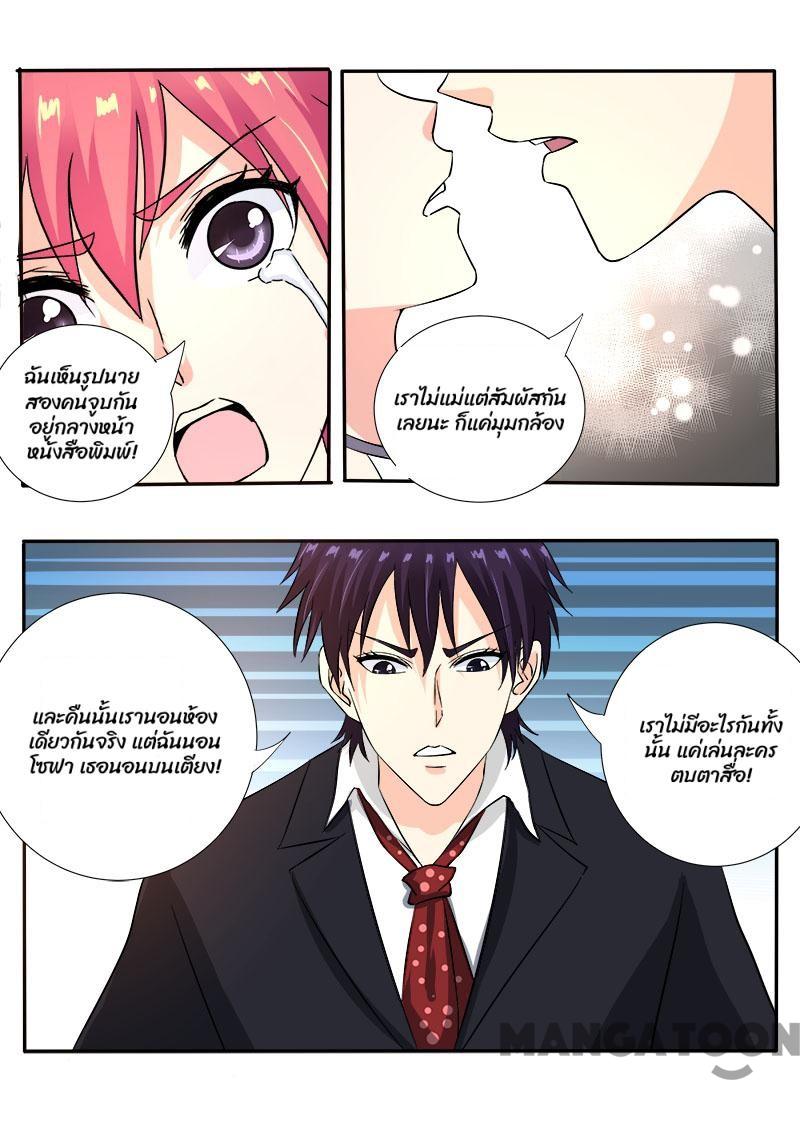 ฉันเห็นรูปนาย
สองคนจูบกัน
อยู่กลางหน้า
หนังสือพิมพ์!
เราไม่แม่แต่สัมผัสกัน
เลยนะ ก็แค่มุมกล้อง
และคืนนั้นเรานอนห้อง
เดียวกันจริง แต่ฉันนอน
โซฟา เธอนอนบนเตียง!
เราไม่มีอะไรกันทั้ง
นั้น แค่เล่นละคร
ตบตาสื่อ!
MANGATOON